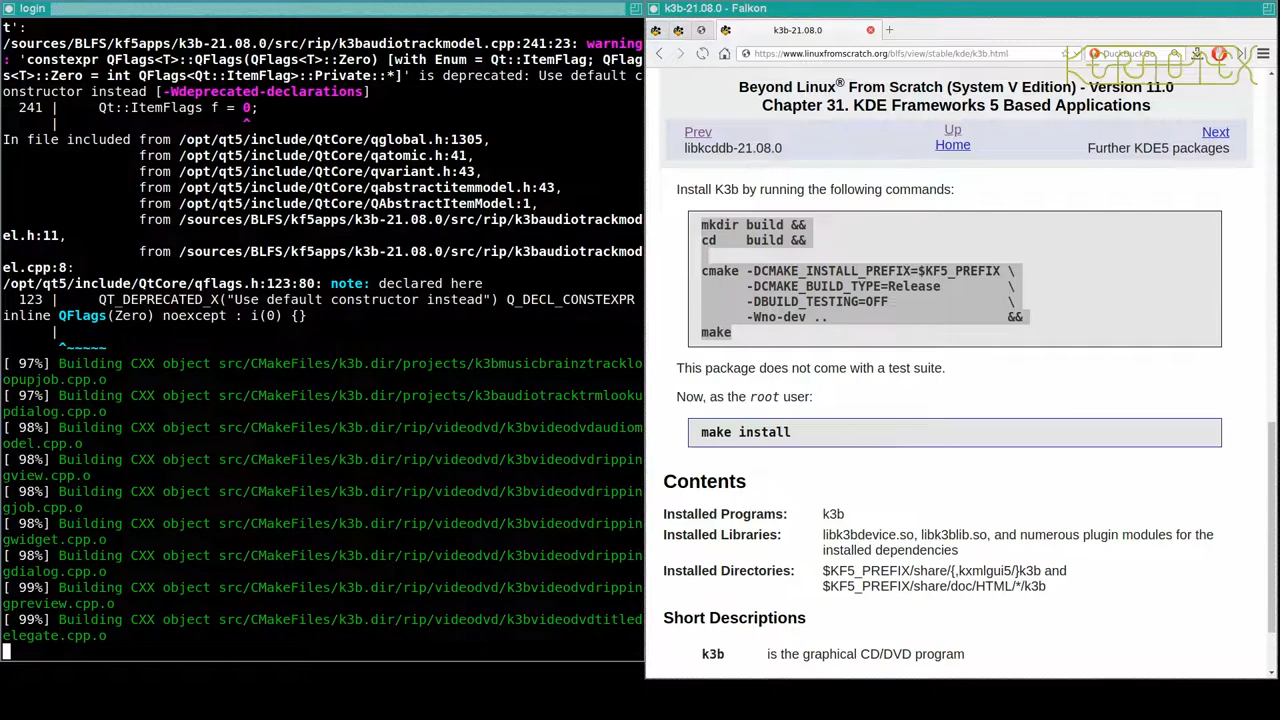 login
t':
/sources/BLFS/kf5apps/k3b-21.08.0/src/rip/k3baudiotrackmodel.cpp:241:23: warning
: 'constexpr QFlags<T>::QFlags(QFlags<T>::Zero) [with Enum = Qt::ItemFlag; QFlag
s<T>::Zero = int QFlags<Qt::ItemFlag>::Private::*]' is deprecated: Use default c
onstructor instead [-Wdeprecated-declarations]
241 |     Qt::ItemFlags f = 0;
|                       ^
In file included from /opt/qt5/include/QtCore/qglobal.h:1305,
from /opt/qt5/include/QtCore/qatomic.h:41,
from /opt/qt5/include/QtCore/qvariant.h:43,
from /opt/qt5/include/QtCore/qabstractitemmodel.h:43,
from /opt/qt5/include/QtCore/QAbstractItemModel:1,
from /sources/BLFS/kf5apps/k3b-21.08.0/src/rip/k3baudiotrackmod
el.h:11,
from /sources/BLFS/kf5apps/k3b-21.08.0/src/rip/k3baudiotrackmod
el.cpp:8:
/opt/qt5/include/QtCore/qflags.h:123:80: note: declared here
123 |     QT_DEPRECATED_X("Use default constructor instead") Q_DECL_CONSTEXPR
inline QFlags(Zero) noexcept : i(0) {}
|
^~~~~~
[ 97%] Building CXX object src/CMakeFiles/k3b.dir/projects/k3bmusicbrainztracklo
opupjob.cpp.o
[ 97%] Building CXX object src/CMakeFiles/k3b.dir/projects/k3baudiotracktrmlooku
pdialog.cpp.o
[ 98%] Building CXX object src/CMakeFiles/k3b.dir/rip/videodvd/k3bvideodvdaudiom
odel.cpp.o
[ 98%] Building CXX object src/CMakeFiles/k3b.dir/rip/videodvd/k3bvideodvdrippin
gview.cpp.o
[ 98%] Building CXX object src/CMakeFiles/k3b.dir/rip/videodvd/k3bvideodvdrippin
gjob.cpp.o
[ 98%] Building CXX object src/CMakeFiles/k3b.dir/rip/videodvd/k3bvideodvdrippin
gwidget.cpp.o
[ 98%] Building CXX object src/CMakeFiles/k3b.dir/rip/videodvd/k3bvideodvdrippin
gdialog.cpp.o
[ 99%] Building CXX object src/CMakeFiles/k3b.dir/rip/videodvd/k3bvideodvdrippin
gpreview.cpp.o
[ 99%] Building CXX object src/CMakeFiles/k3b.dir/rip/videodvd/k3bvideodvdtitled
elegate.cpp.o
k3b-21.08.0 - Falkon
k3b-21.08.0
https://www.linuxfromscratch.org/blfs/view/stable/kde/k3b.html
DuckDuckGo
KERNOTEX
Beyond Linux® From Scratch (System V Edition) - Version 11.0
Chapter 31. KDE Frameworks 5 Based Applications
Prev Up Next
libkcddb-21.08.0 Home Further KDE5 packages
Install K3b by running the following commands:
mkdir build &&
cd    build &&
cmake -DCMAKE_INSTALL_PREFIX=$KF5_PREFIX \
-DCMAKE_BUILD_TYPE=Release         \
-DBUILD_TESTING=OFF                \
-Wno-dev ..                        &&
make
This package does not come with a test suite.
Now, as the root user:
make install
Contents
Installed Programs: k3b
Installed Libraries: libk3bdevice.so, libk3blib.so, and numerous plugin modules for the
installed dependencies
Installed Directories: $KF5_PREFIX/share/{,kxmlgui5/}k3b and
$KF5_PREFIX/share/doc/HTML/*/k3b
Short Descriptions
k3b is the graphical CD/DVD program